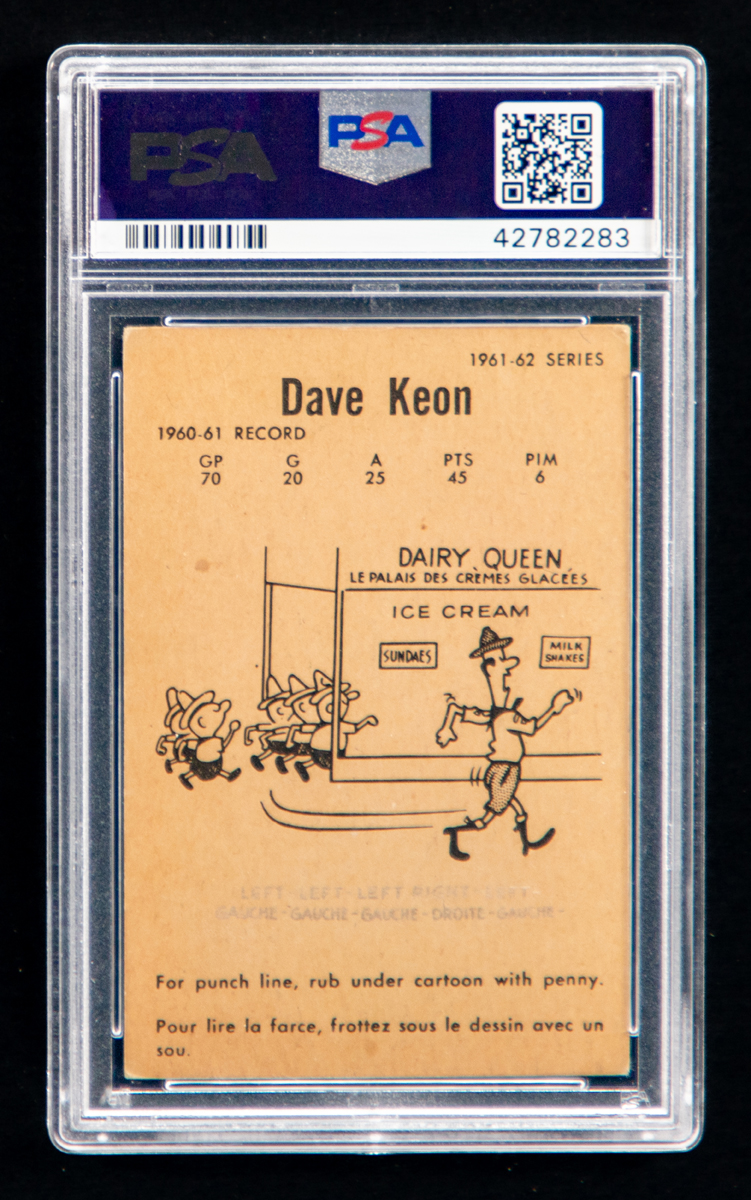 PSA
PSA
42782283
1961-62 SERIES
Dave Keon
1960-61 RECORD
GP G A PTS PIM
70 20 25 45 6
DAIRY QUEEN
LE PALAIS DES CRÈMES GLACÉES
ICE CREAM
SUNDAES
MILK
SHAKES
LEFT - LEFT - LEFT RIGHT - LEFT -
GAUCHE - GAUCHE - GAUCHE - DROITE - GAUCHE -
For punch line, rub under cartoon with penny.
Pour lire la farce, frottez sous le dessin avec un
sou.